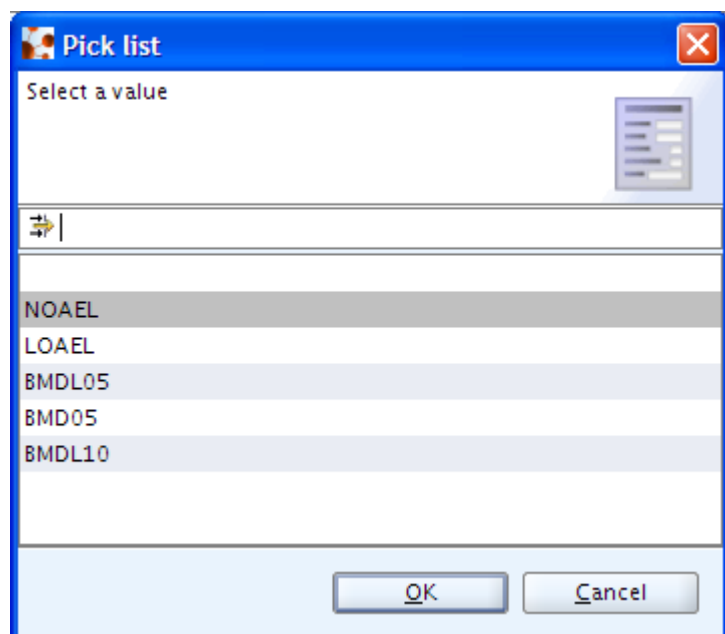 Pick list
Select a value
NOAEL
LOAEL
BMDL05
BMD05
BMDL10
OK
Cancel